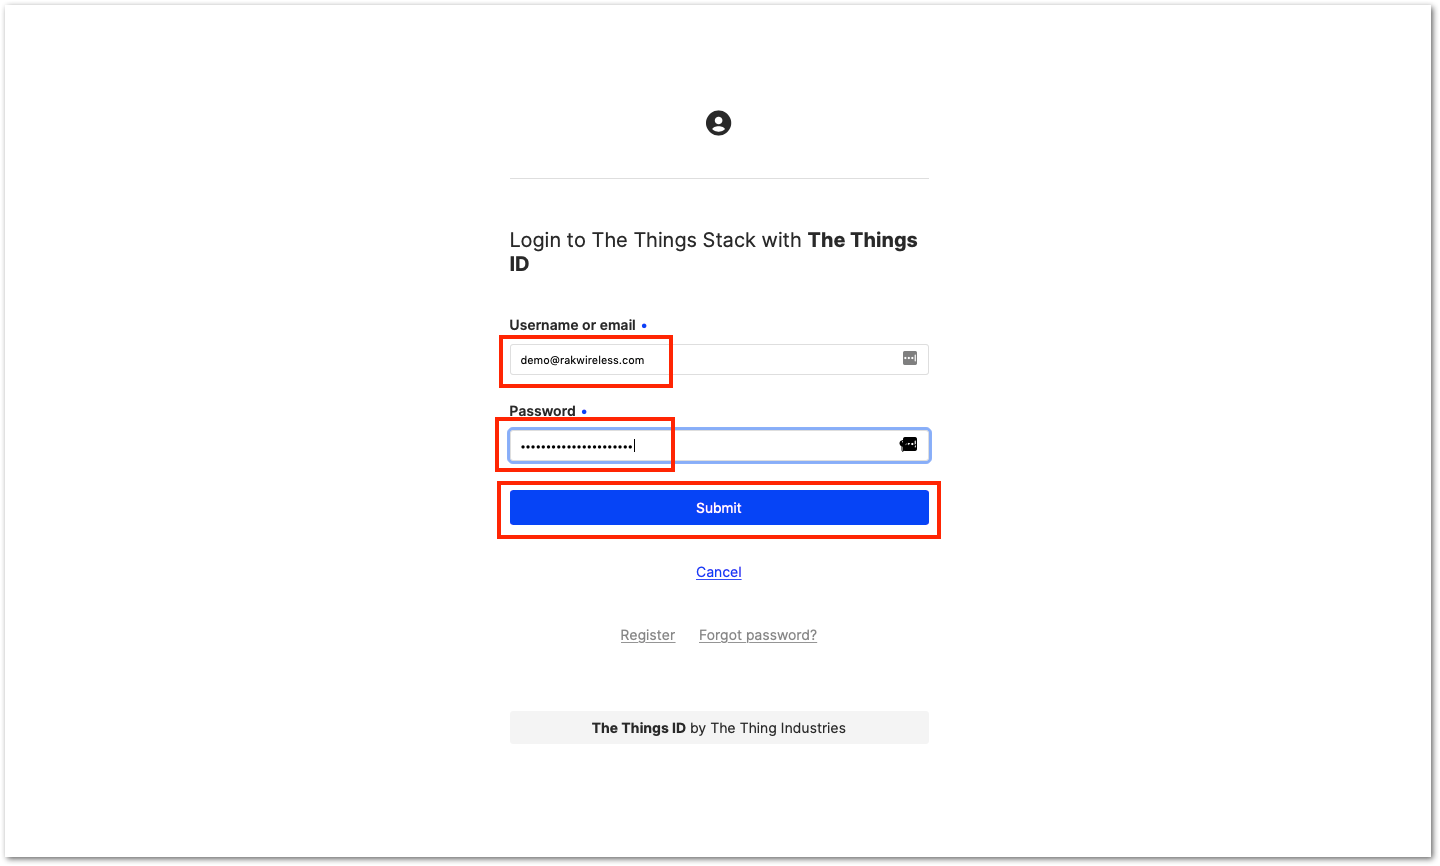 Login to The Things Stack with The Things
ID
Username or email
demo@rakwireless.com
Password
••••••••••••••••••••••
Submit
Cancel
Register Forgot password?
The Things ID by The Thing Industries